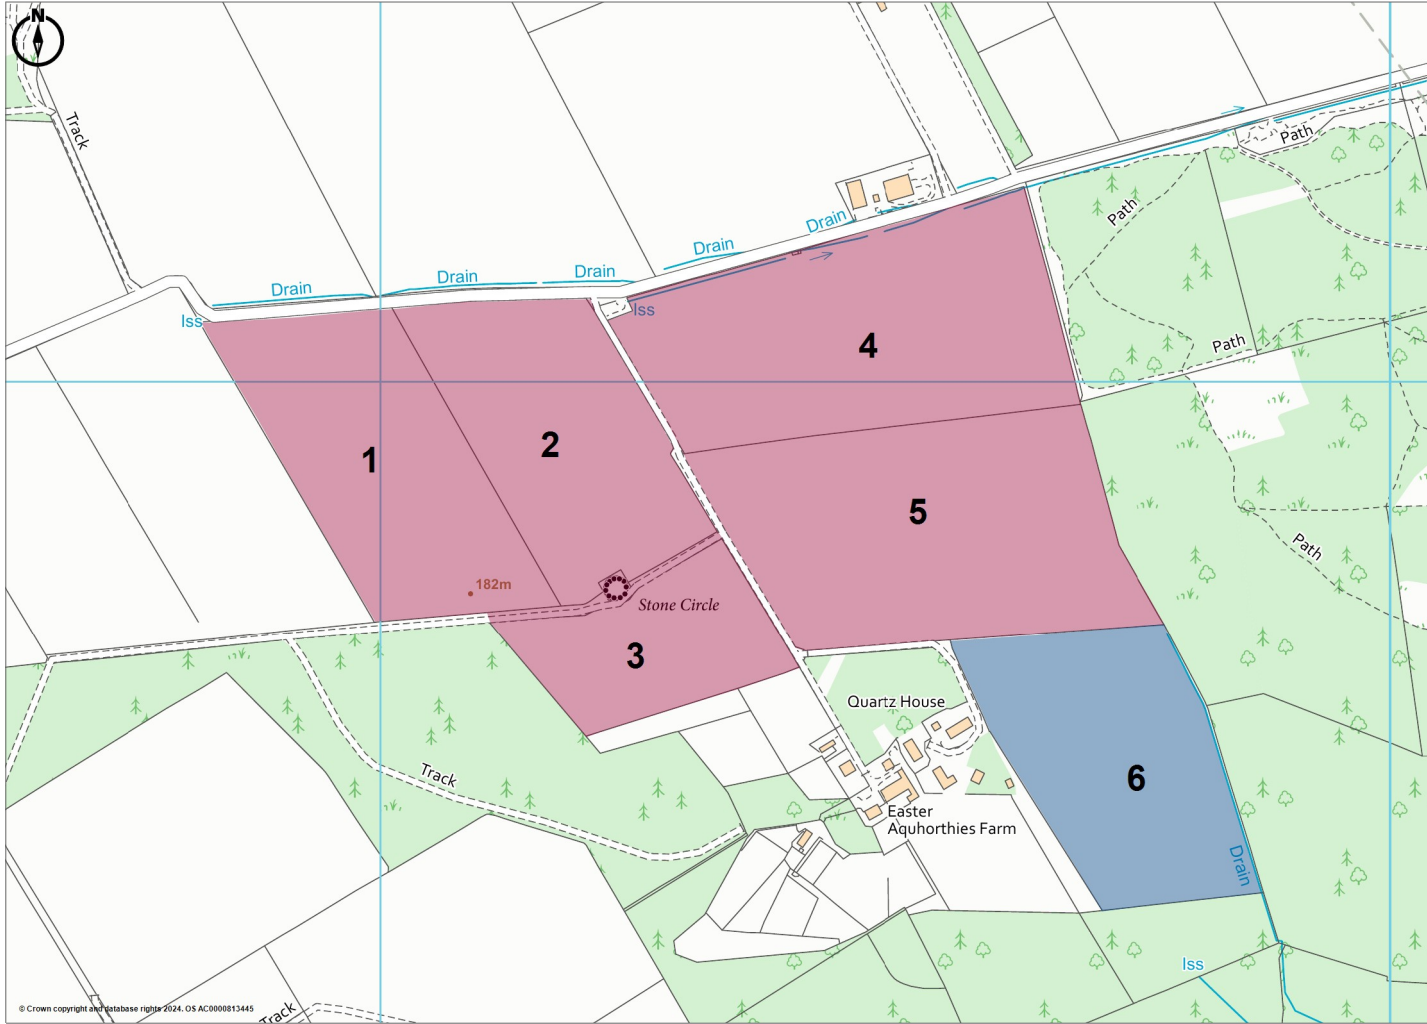 N
Track
Path
Path
Drain
Drain
Drain
Drain
Drain
Iss
Iss
4
Path
2
1
5
Path
182m
Stone Circle
3
Quartz House
6
Track
Easter
Aquhorthies Farm
Drain
Iss
Track
© Crown copyright and database rights 2024. OS AC0000813445